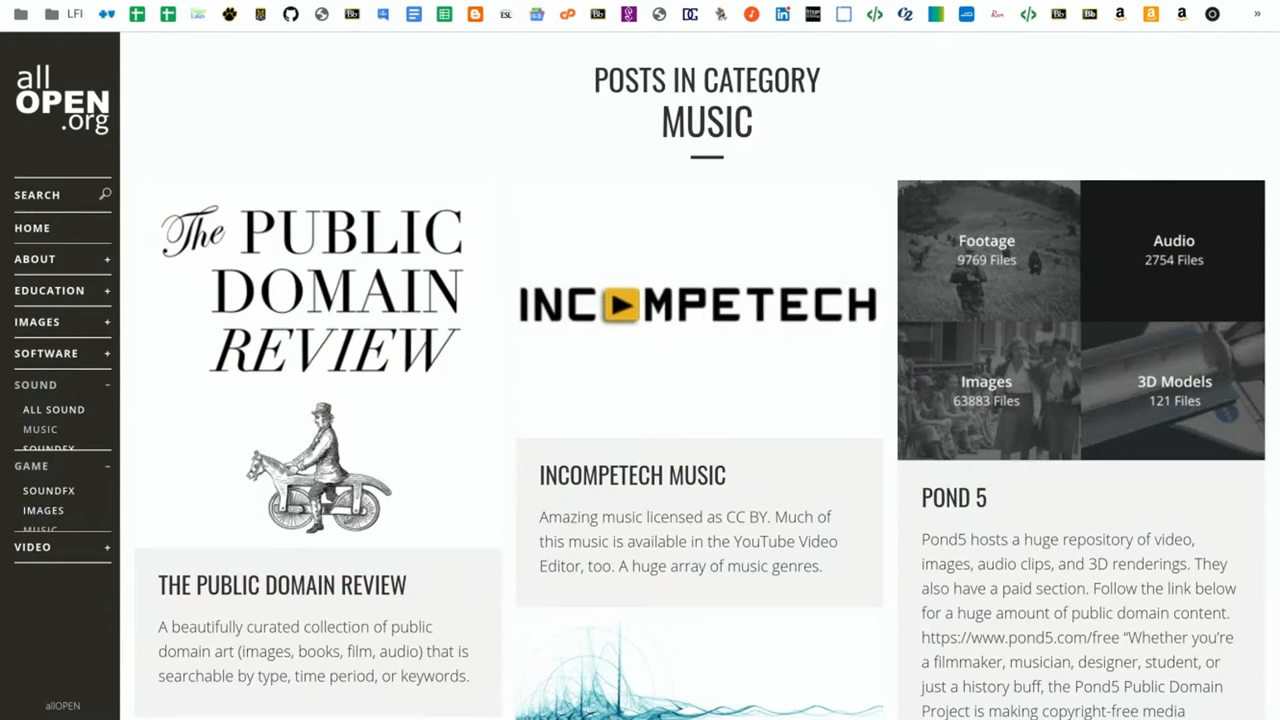 LFI
all
OPEN
.org
SEARCH
HOME
ABOUT +
EDUCATION +
IMAGES +
SOFTWARE +
SOUND −
ALL SOUND
MUSIC
SOUNDFX
GAME −
SOUNDFX
IMAGES
MUSIC
VIDEO +
allOPEN
POSTS IN CATEGORY
MUSIC
The PUBLIC
DOMAIN
REVIEW
THE PUBLIC DOMAIN REVIEW
A beautifully curated collection of public
domain art (images, books, film, audio) that is
searchable by type, time period, or keywords.
INCOMPETECH
INCOMPETECH MUSIC
Amazing music licensed as CC BY. Much of
this music is available in the YouTube Video
Editor, too. A huge array of music genres.
Footage
9769 Files
Audio
2754 Files
Images
63883 Files
3D Models
121 Files
POND 5
Pond5 hosts a huge repository of video,
images, audio clips, and 3D renderings. They
also have a paid section. Follow the link below
for a huge amount of public domain content.
https://www.pond5.com/free “Whether you’re
a filmmaker, musician, designer, student, or
just a history buff, the Pond5 Public Domain
Project is making copyright-free media